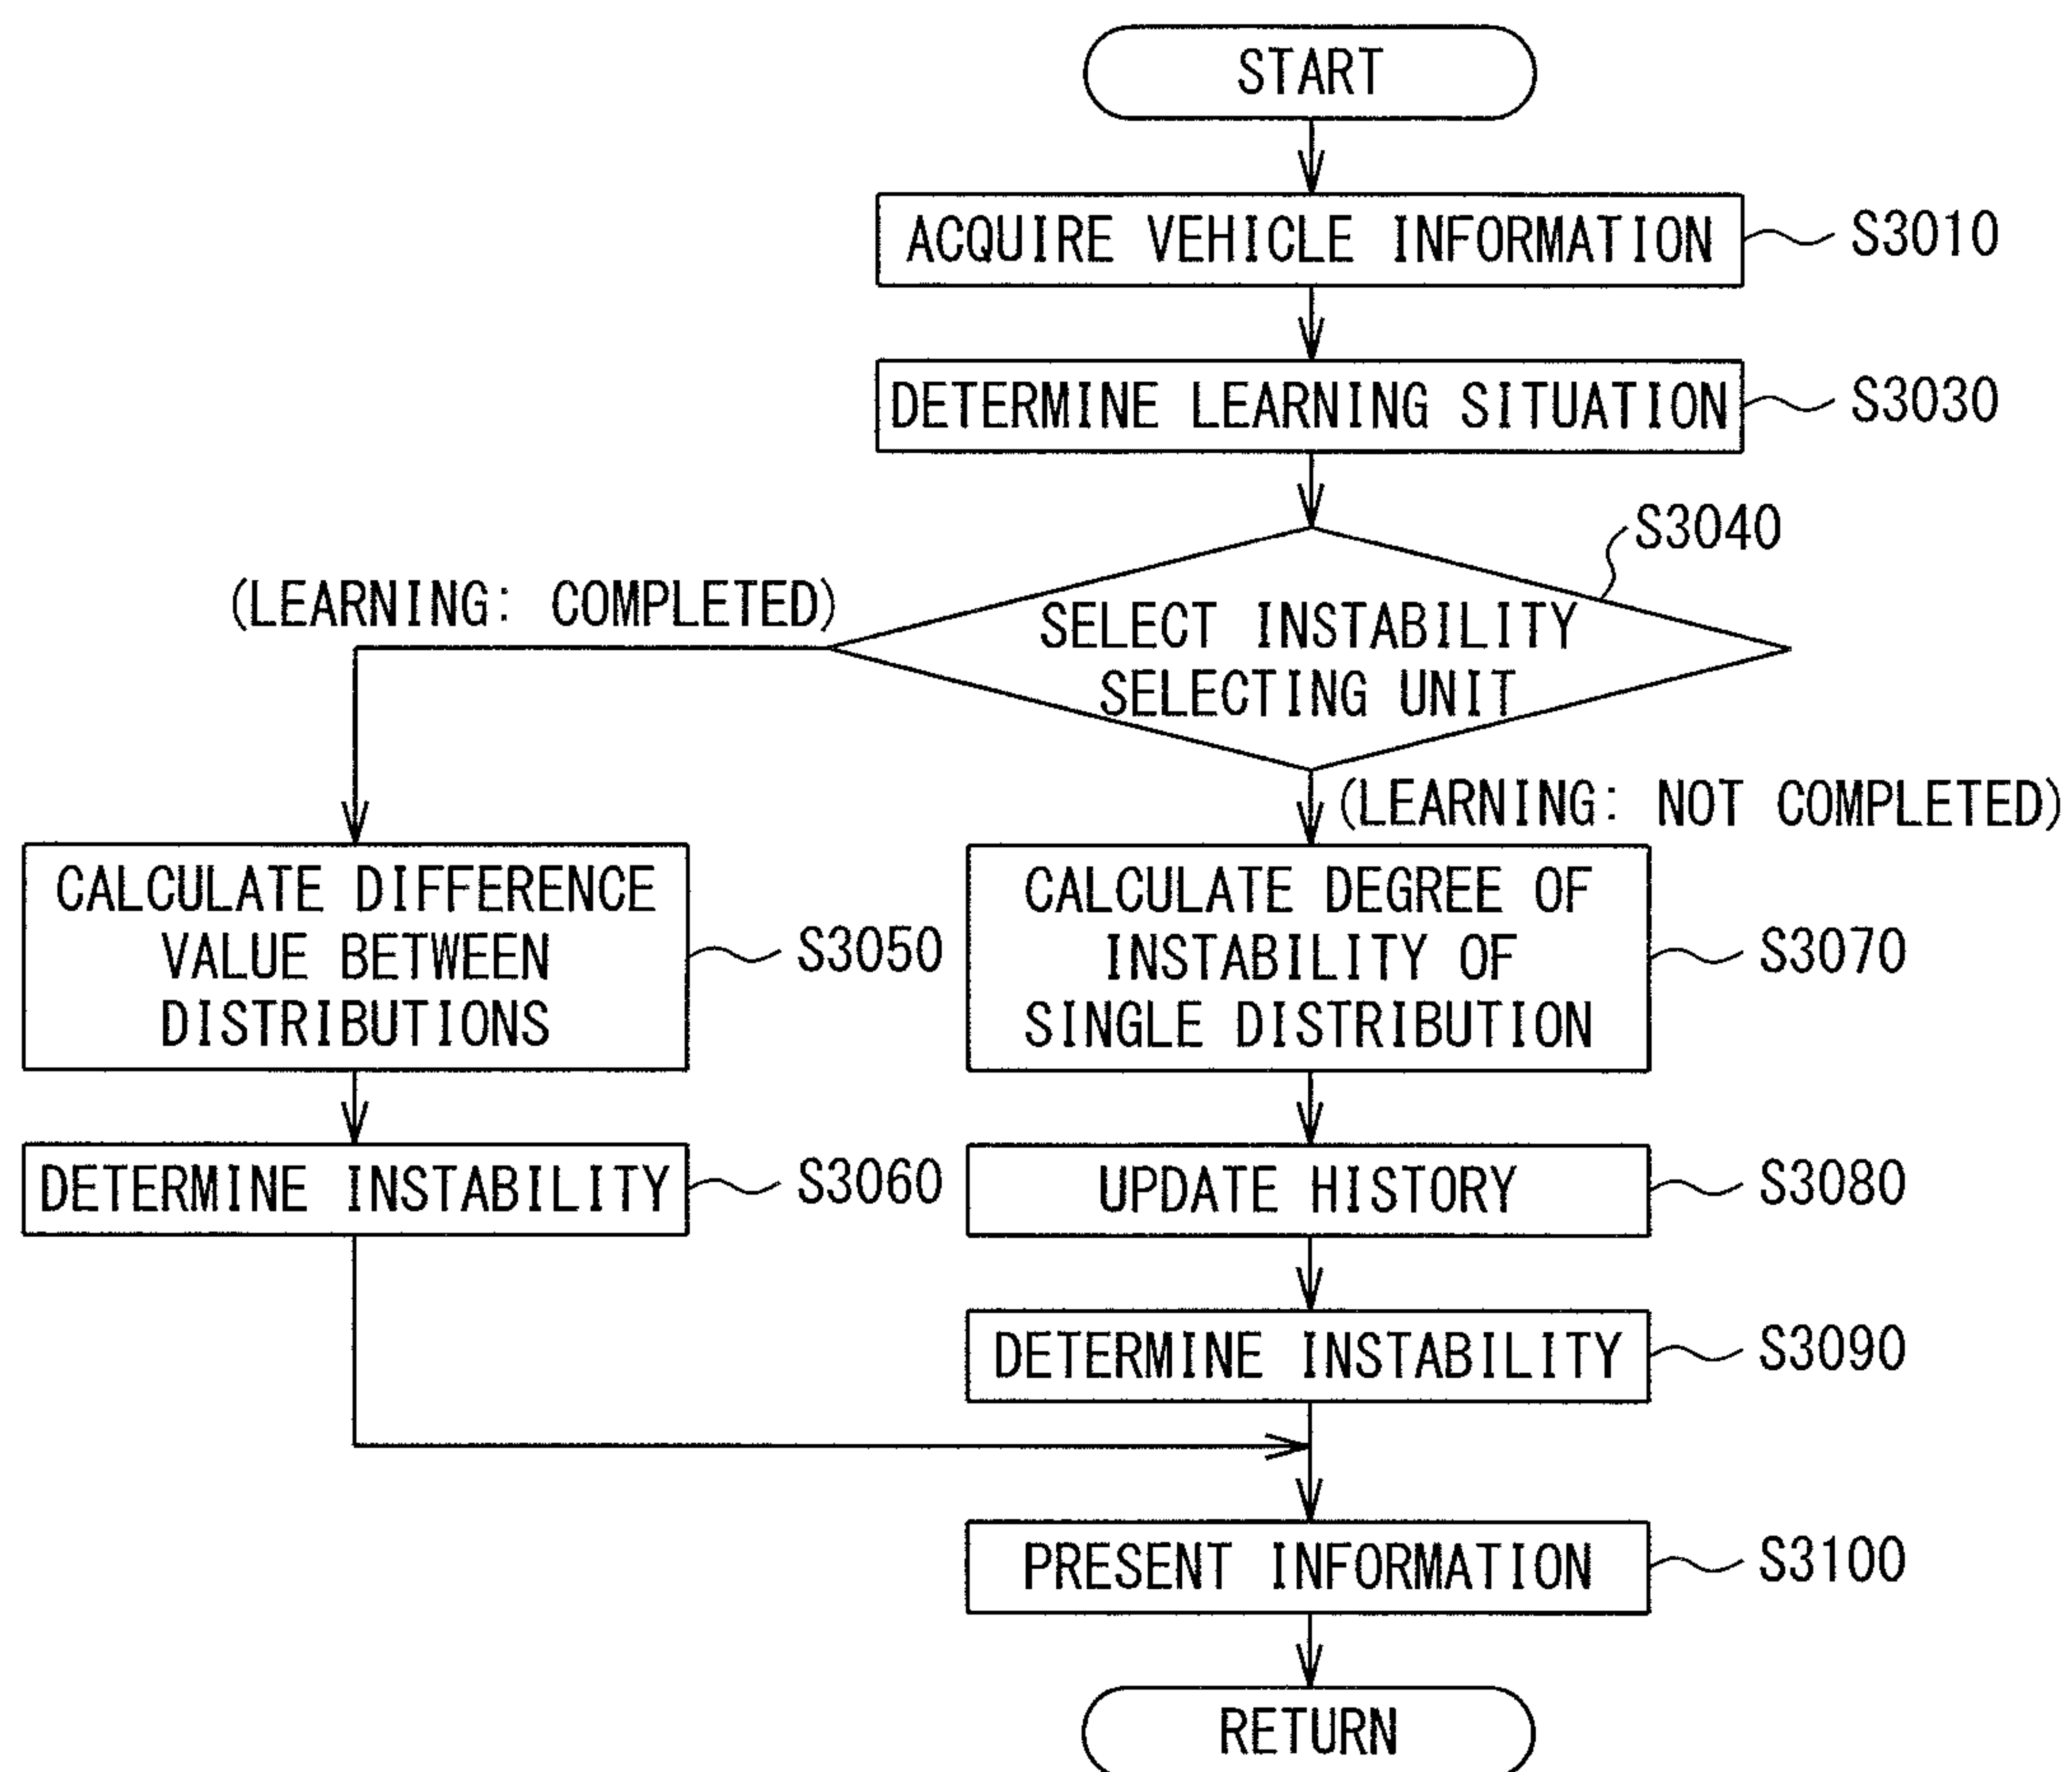 START
ACQUIRE VEHICLE INFORMATION
S3010
DETERMINE LEARNING SITUATION
S3030
S3040
SELECT INSTABILITY
SELECTING UNIT
(LEARNING: COMPLETED)
(LEARNING: NOT COMPLETED)
CALCULATE DIFFERENCE
VALUE BETWEEN
DISTRIBUTIONS
S3050
DETERMINE INSTABILITY
S3060
CALCULATE DEGREE OF
INSTABILITY OF
SINGLE DISTRIBUTION
S3070
UPDATE HISTORY
S3080
DETERMINE INSTABILITY
S3090
PRESENT INFORMATION
S3100
RETURN